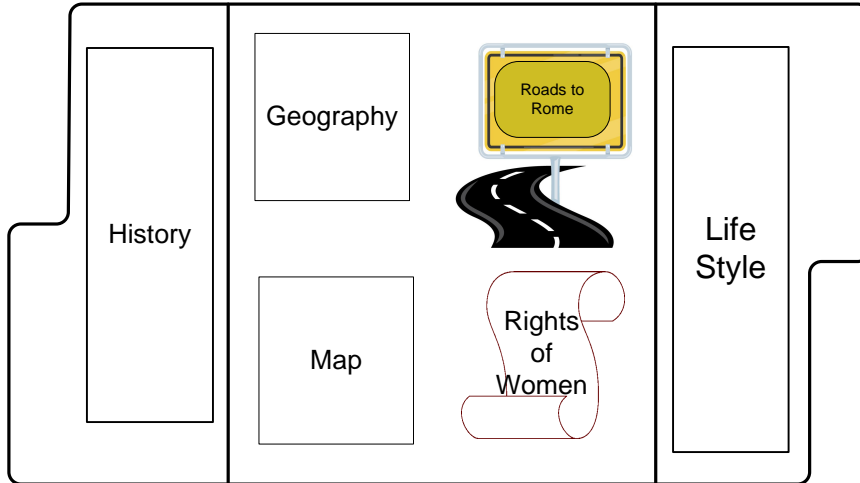 History
Geography
Map
Roads to
Rome
Rights
of
Women
Life
Style